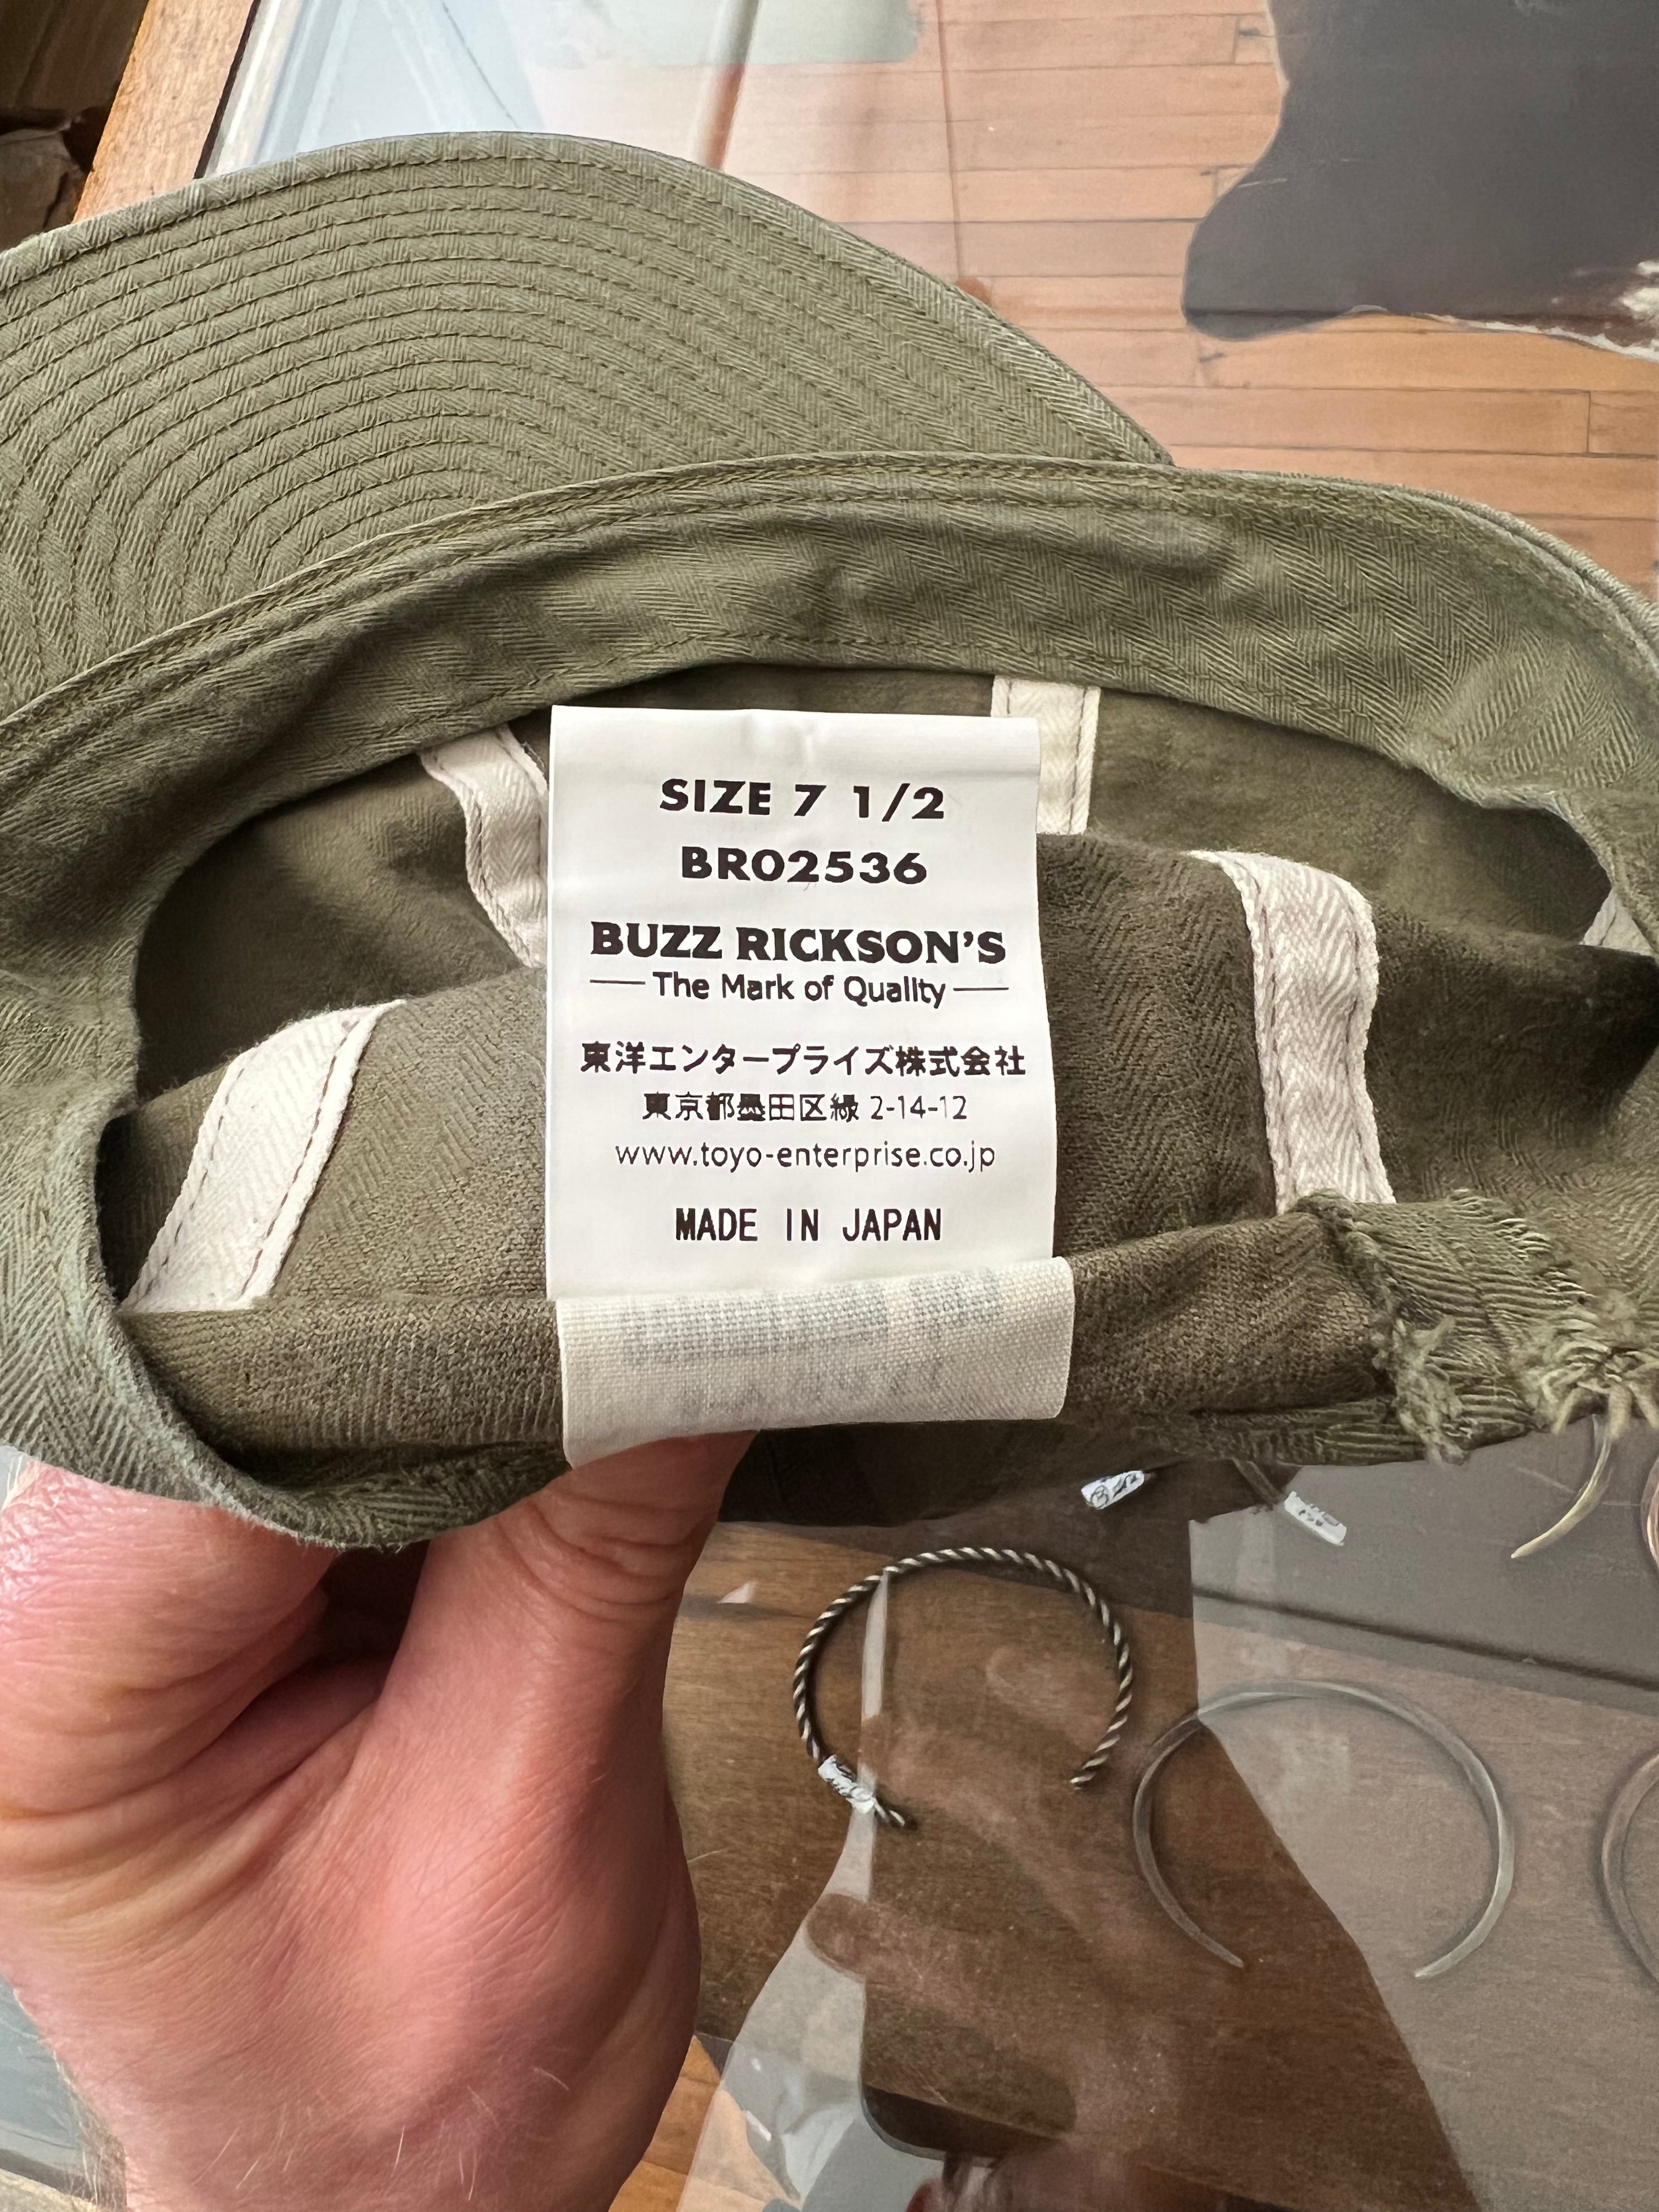 SIZE 7 1/2
BR02536
BUZZ RICKSON'S
The Mark of Quality
東洋エンタープライズ株式会社
東京都墨田区緑 2-14-12
www.toyo-enterprise.co.jp
MADE IN JAPAN